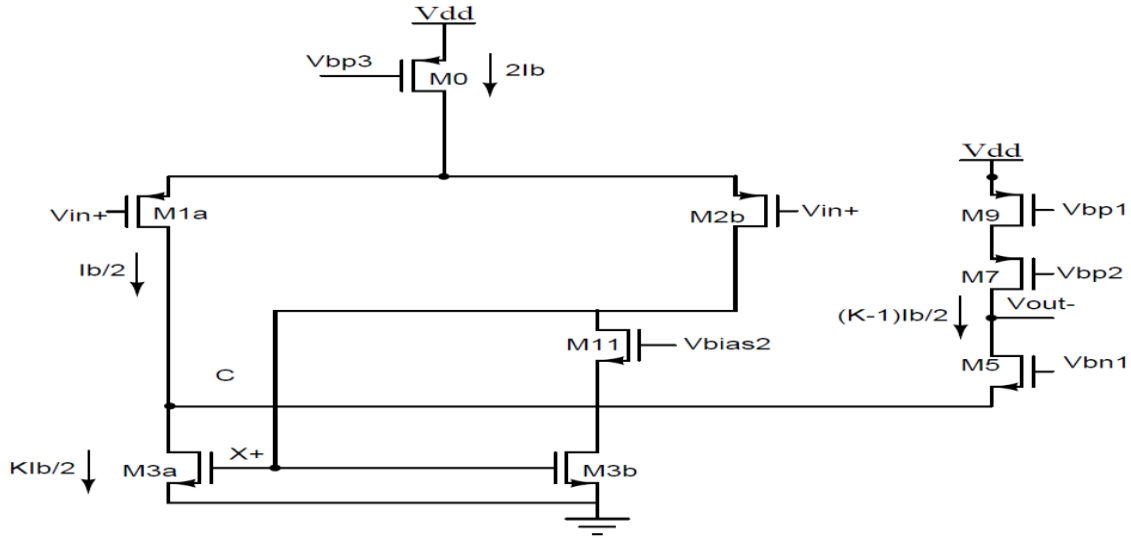 Vdd
Vbp3
M0
2Ib
Vdd
Vin+
M1a
M2b
Vin+
M9
Vbp1
Ib/2
M7
Vbp2
(K-1)Ib/2
Vout-
M11
Vbias2
M5
Vbn1
C
X+
KIb/2
M3a
M3b